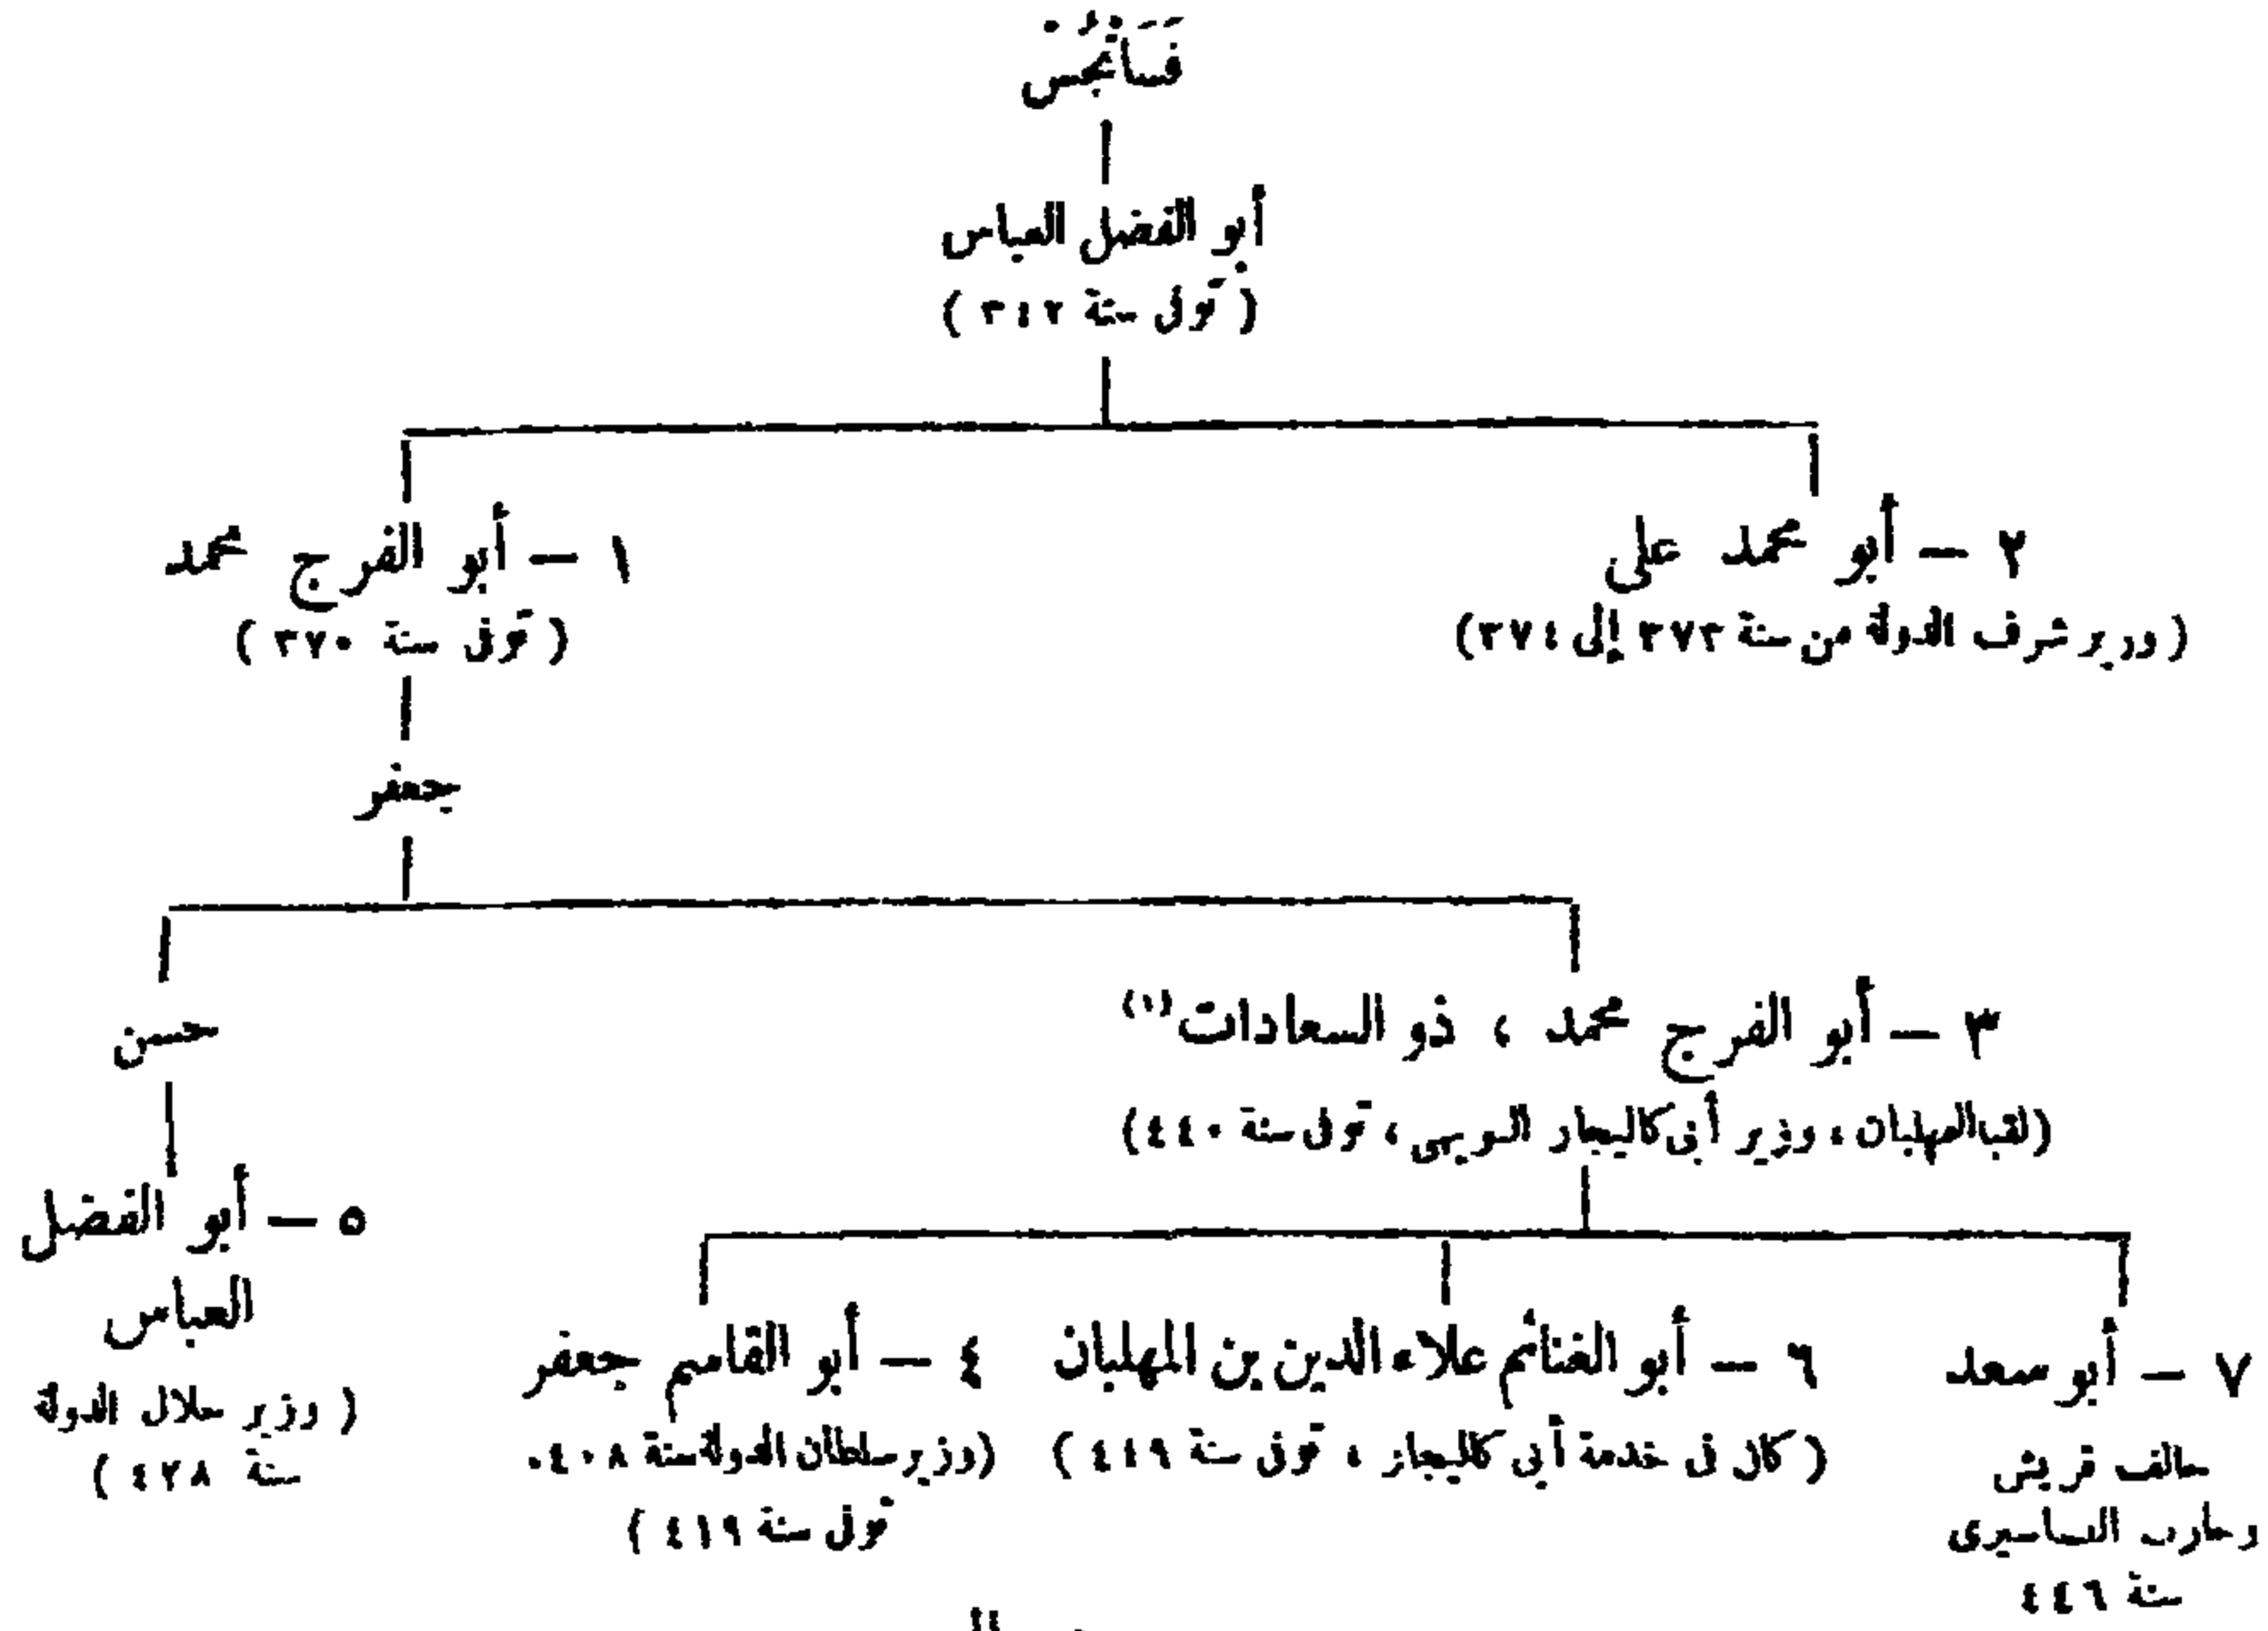 فَسَانْجُسْ
أبو الفضل العباس
(توفى سنة ٣٤٢)
٢ – أبو محمد على
(وزير شرف الدولة من سنة ٣٧٣ إلى ٣٧٤)
١ – أبو الفرج محمد
(توفى سنة ٣٧٠)
جعفر
٣ – أبو الفرج محمد ، ذو السعادات (١)
(لقب المهلبان ، وزير أبى كاليجار البويهى ، توفى سنة ٤٤٠)
حسن
٥ – أبو الفضل
العباس
(وزير جلال الدولة
سنة ٤٢٨)
٧ – أبو سعد
حالف قريش
وحارب البساسيرى
سنة ٤٤٦
٦ – أبو الغنائم علاء الدين بن المهلبان
(كان فى خدمة أبى كاليجار ، توفى سنة ٤٤٩)
٤ – أبو القاسم جعفر
(وزير سلطان الدولة سنة ٤٠٨.
توفى سنة ٤١٩)